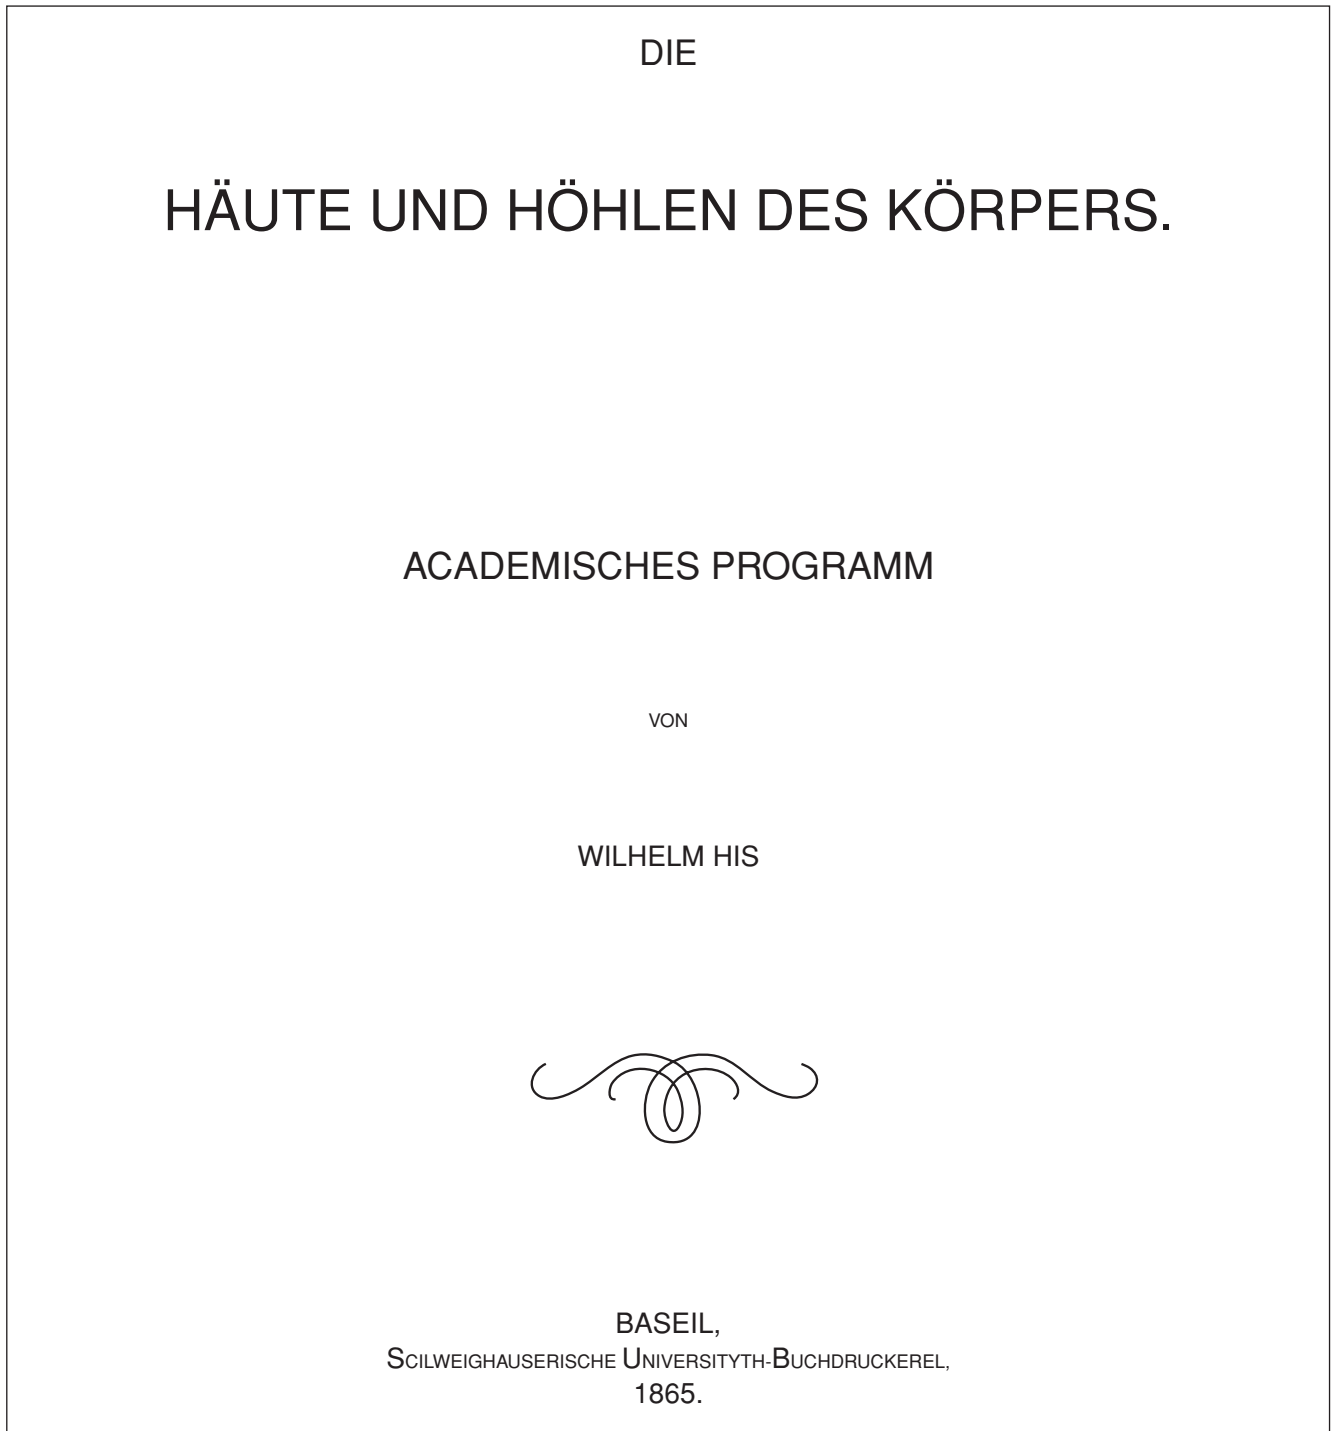 DIE
HÄUTE UND HÖHLEN DES KÖRPERS.
ACADEMISCHES PROGRAMM
VON
WILHELM HIS
BASEIL,
SCILWEIGHAUSERISCHE UNIVERSITYTH-BUCHDRUCKEREL,
1865.